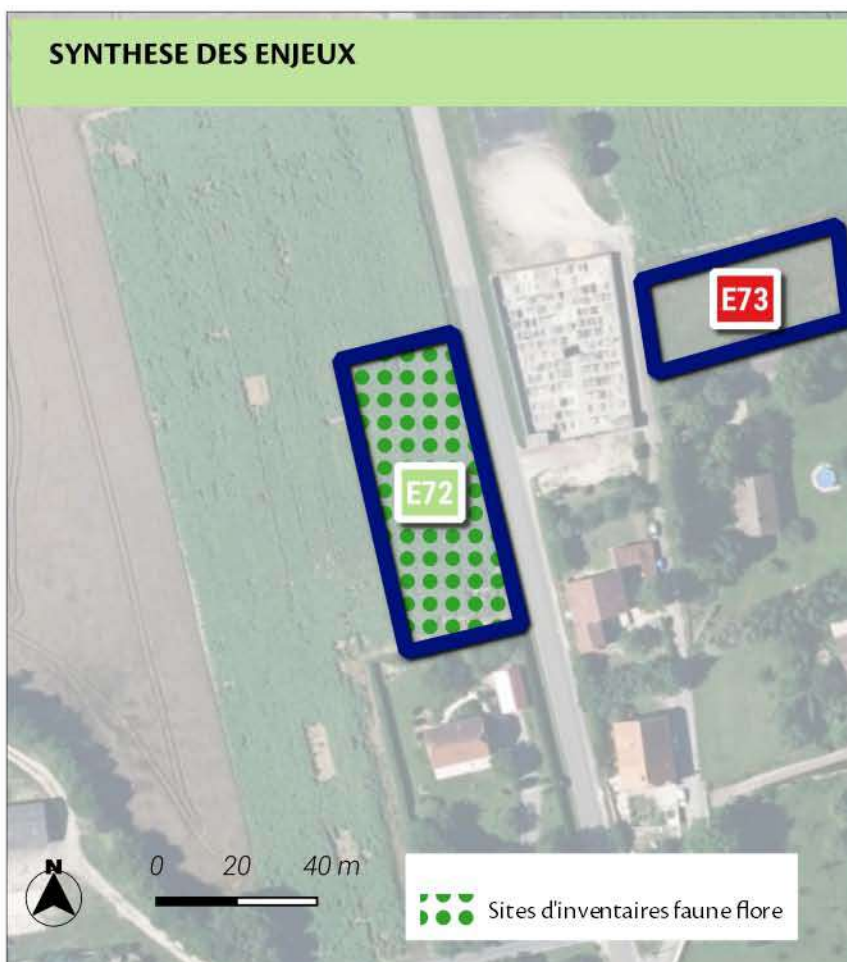 SYNTHESE DES ENJEUX
E73
E72
N
0 20 40 m
Sites d'inventaires faune flore